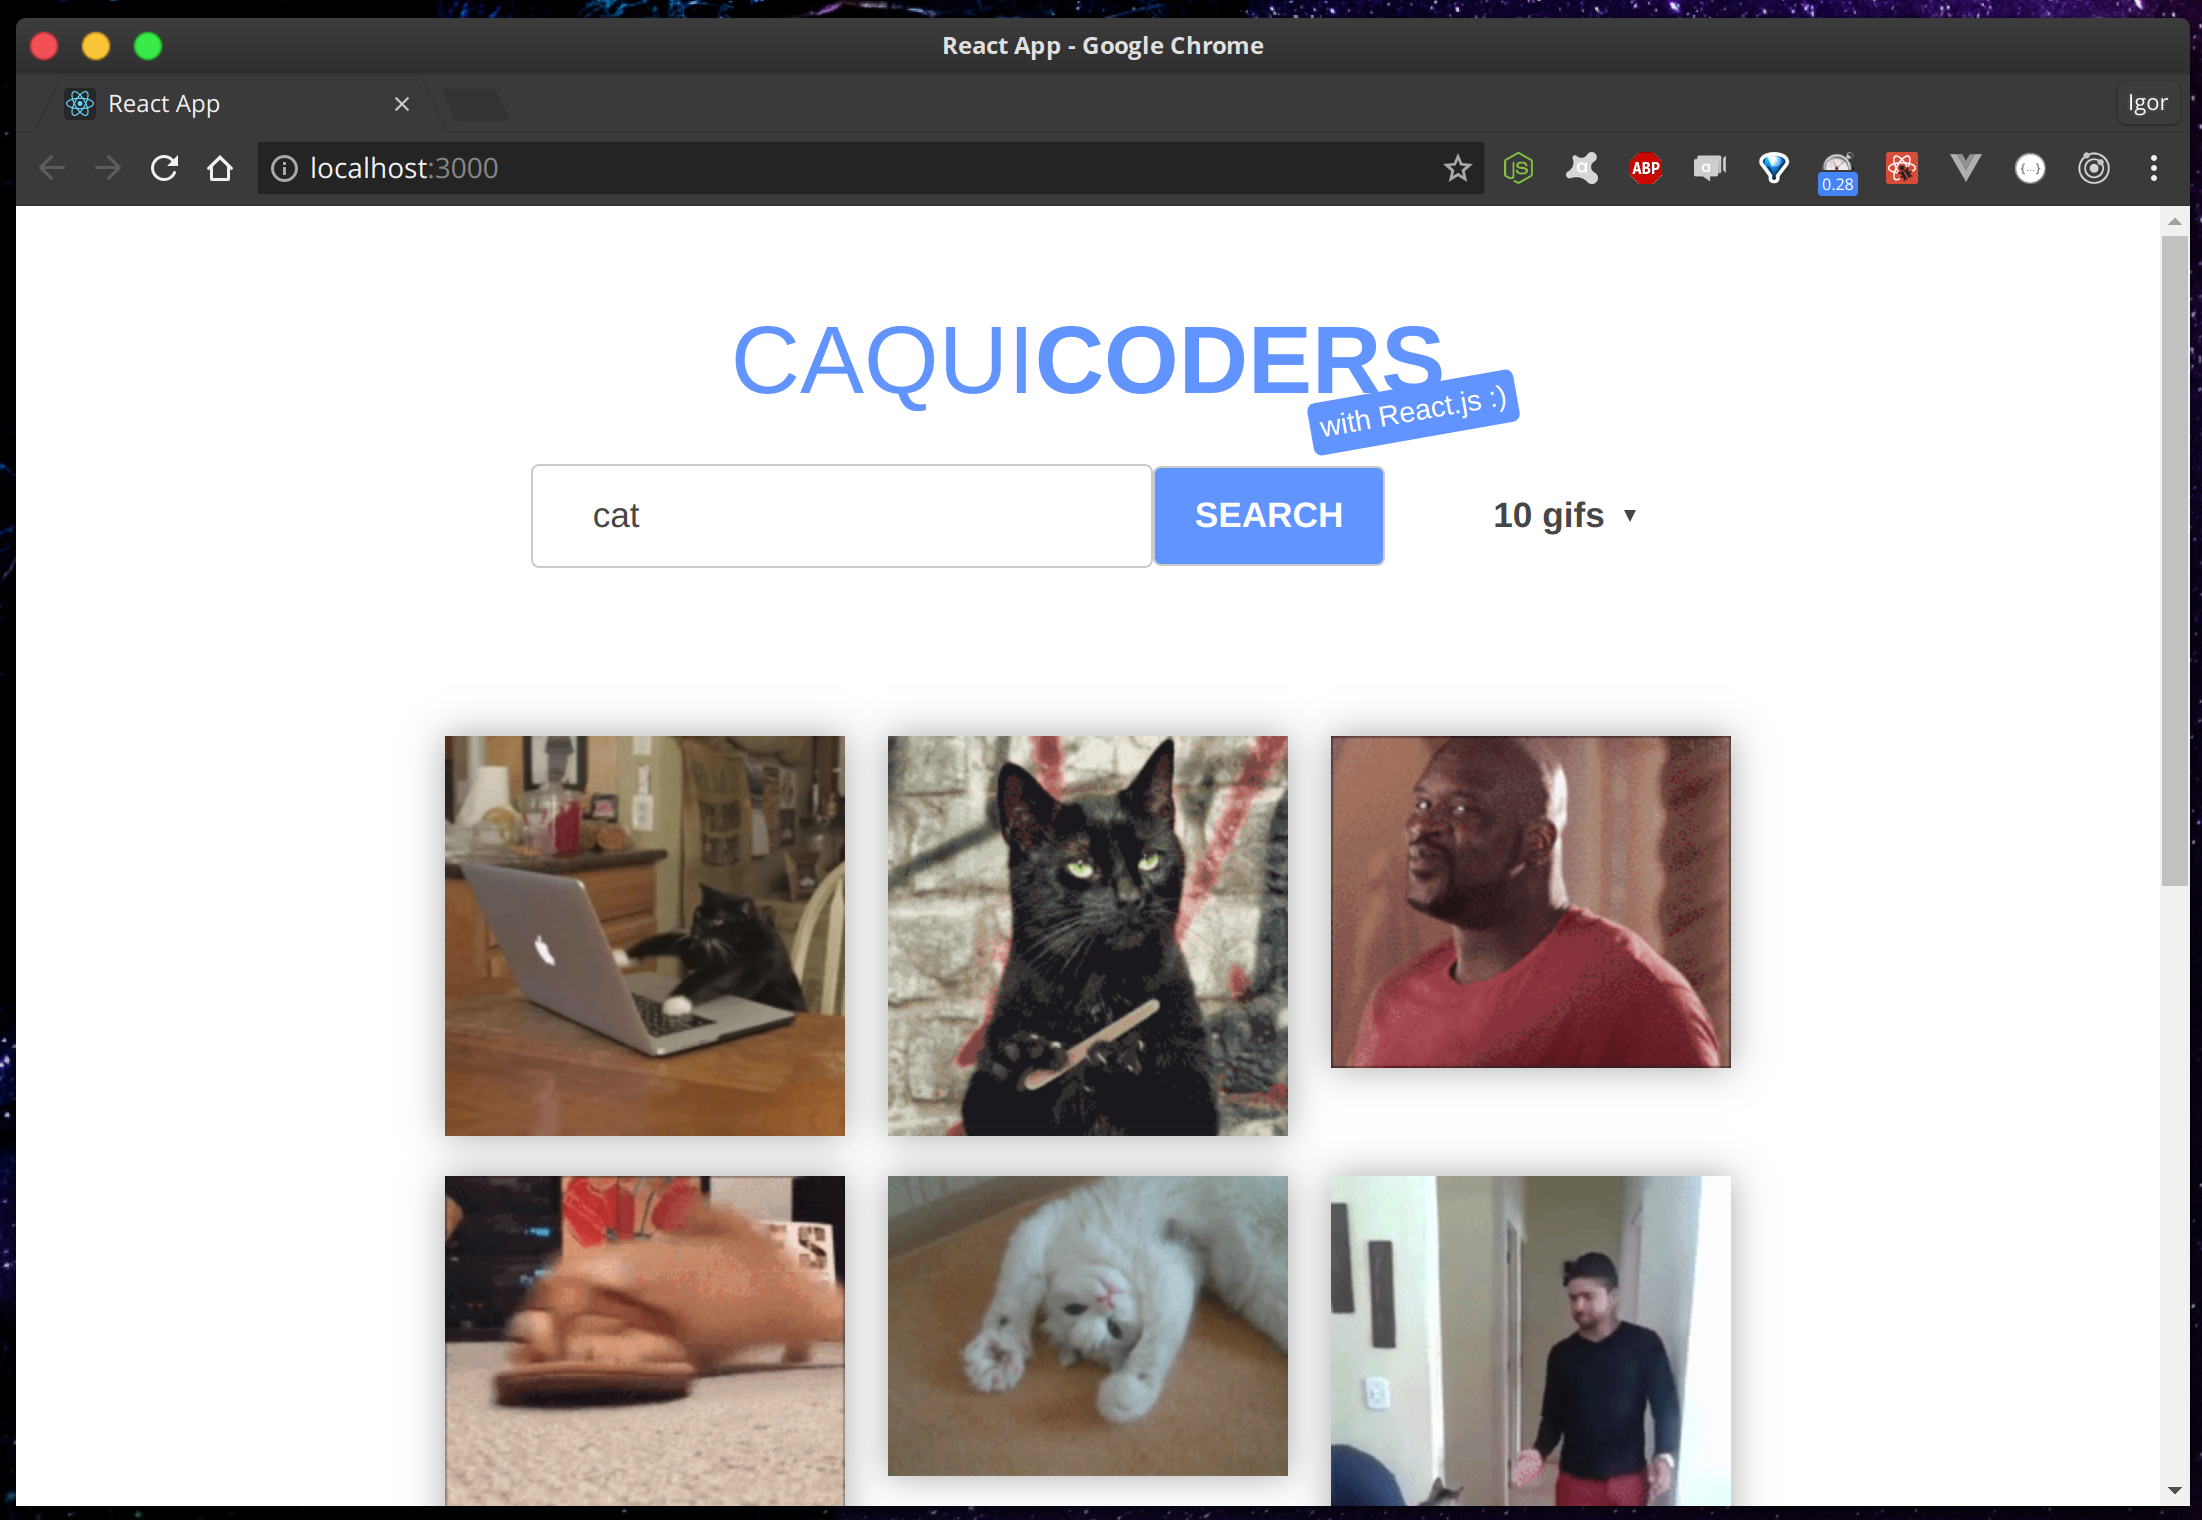 React App - Google Chrome
React App
Igor
localhost:3000
JS
a
ABP
a
0.28
{...}
CAQUICODERS
with React.js :)
cat
SEARCH
10 gifs